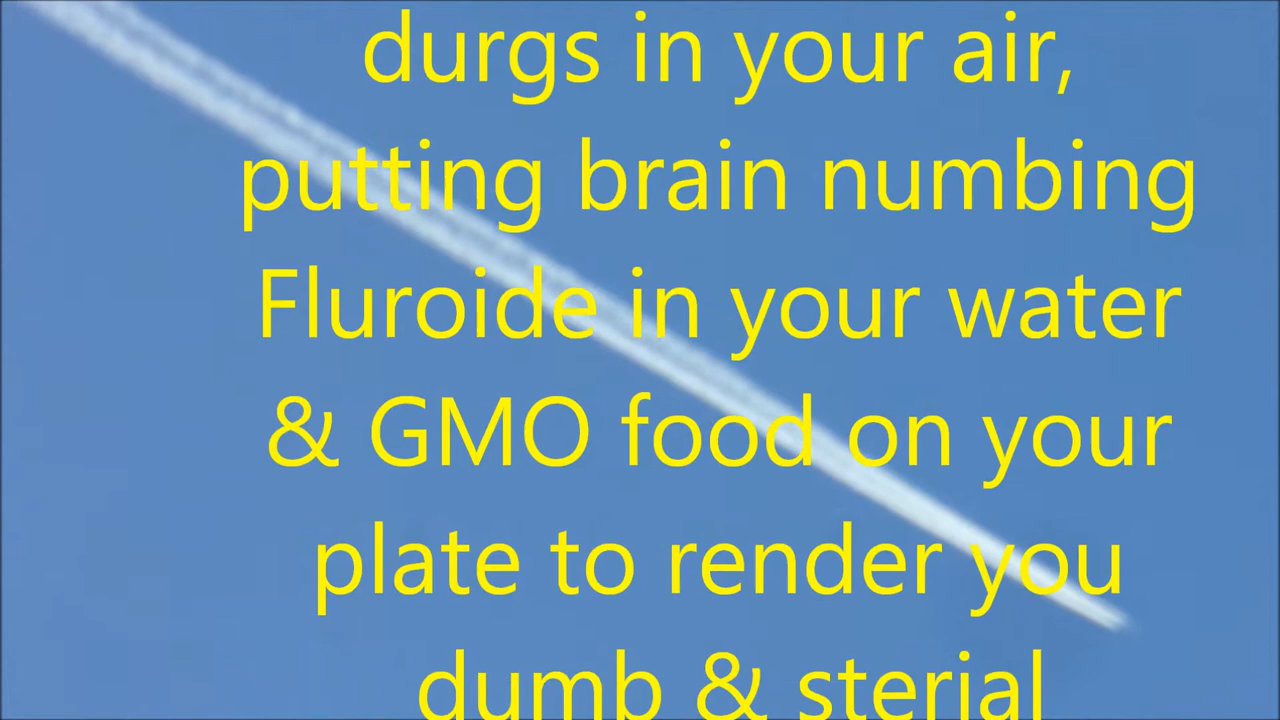 durgs in your air,
putting brain numbing
Fluroide in your water
& GMO food on your
plate to render you
dumb & sterial